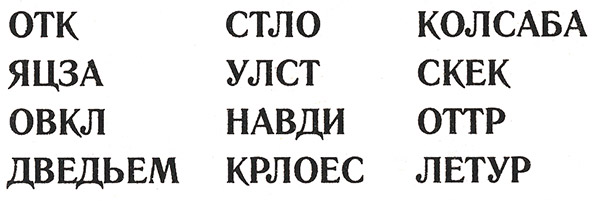 ОТК СТЛО КОЛСАБА
ЯЦЗА УЛСТ СКЕК
ОВКЛ НАВДИ ОТТР
ДВЕДЬЕМ КРЛОЕС ЛЕТУР